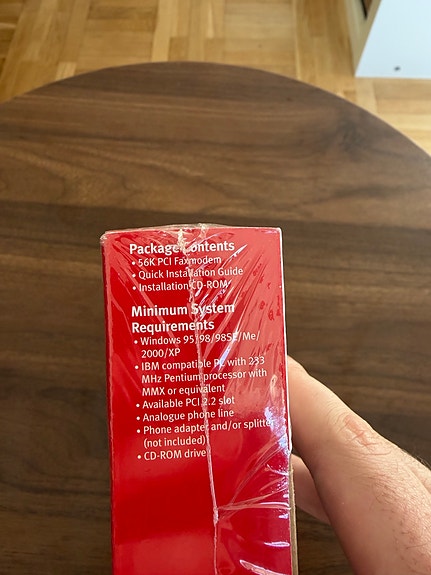 Package Contents
• 56K PCI Faxmodem
• Quick Installation Guide
• Installation CD-ROM
Minimum System
Requirements
• Windows 95/98/98SE/Me/
2000/XP
• IBM compatible PC with 233
MHz Pentium processor with
MMX or equivalent
• Available PCI 2.2 slot
• Analogue phone line
• Phone adapter and/or splitter
(not included)
• CD-ROM drive